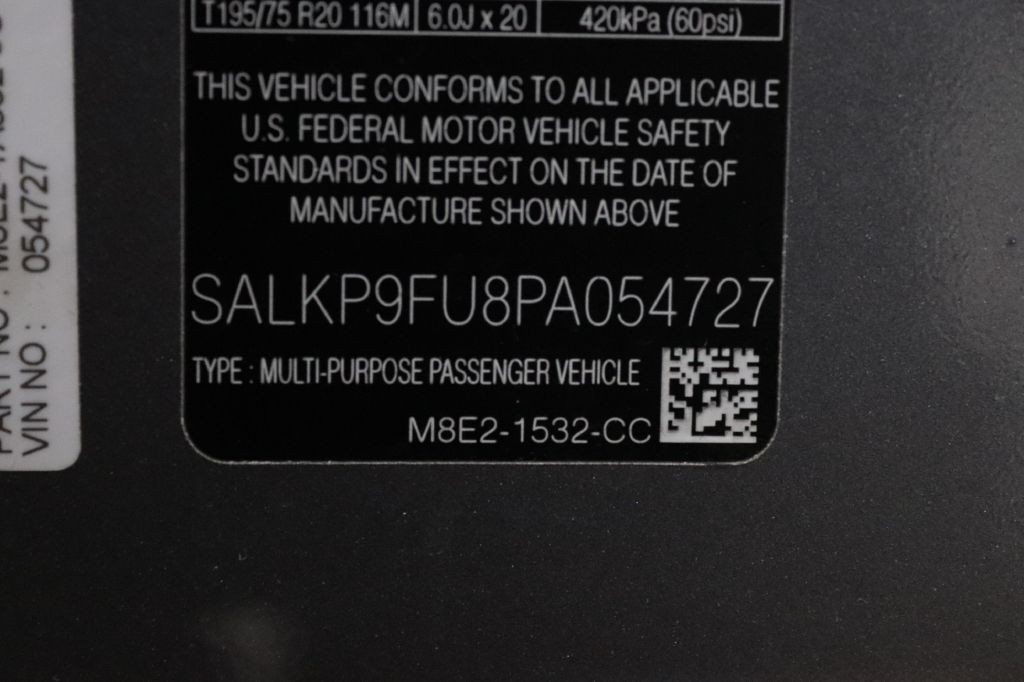 T195/75 R20 116M 6.0J x 20 420kPa (60psi)
THIS VEHICLE CONFORMS TO ALL APPLICABLE
U.S. FEDERAL MOTOR VEHICLE SAFETY
STANDARDS IN EFFECT ON THE DATE OF
MANUFACTURE SHOWN ABOVE
SALKP9FU8PA054727
TYPE : MULTI-PURPOSE PASSENGER VEHICLE
M8E2-1532-CC
PART NO :
VIN NO : 054727